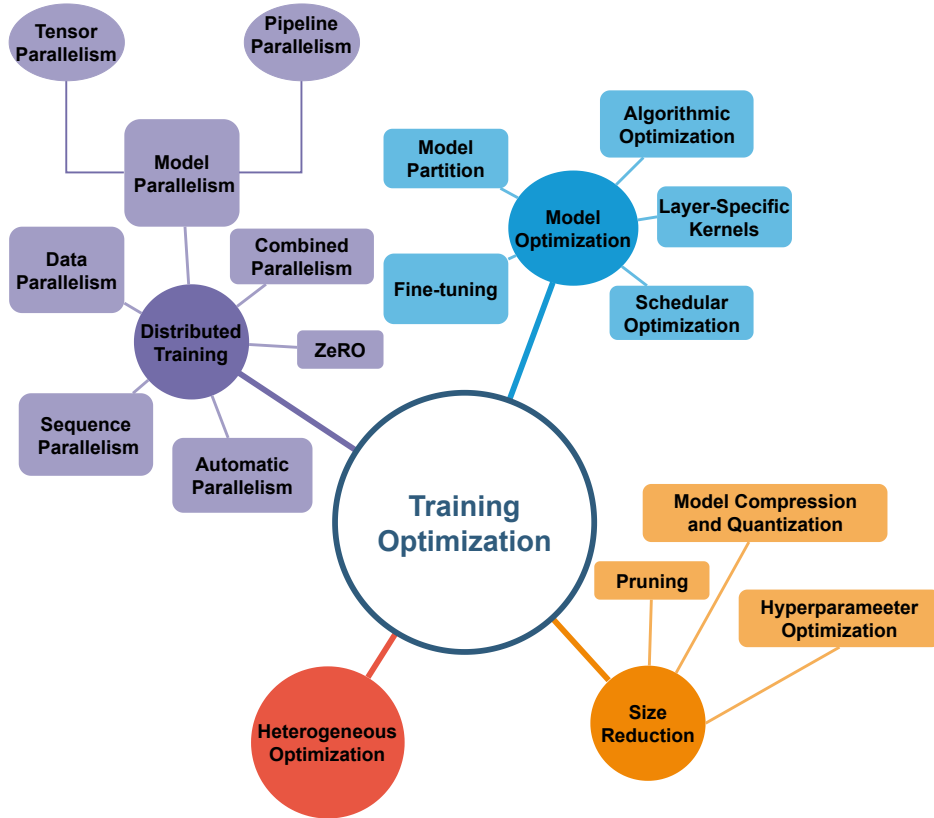 Tensor
Parallelism
Pipeline
Parallelism
Model
Parallelism
Data
Parallelism
Combined
Parallelism
Distributed
Training
ZeRO
Sequence
Parallelism
Automatic
Parallelism
Algorithmic
Optimization
Model
Partition
Model
Optimization
Layer-Specific
Kernels
Fine-tuning
Schedular
Optimization
Training
Optimization
Model Compression
and Quantization
Pruning
Hyperparameeter
Optimization
Size
Reduction
Heterogeneous
Optimization